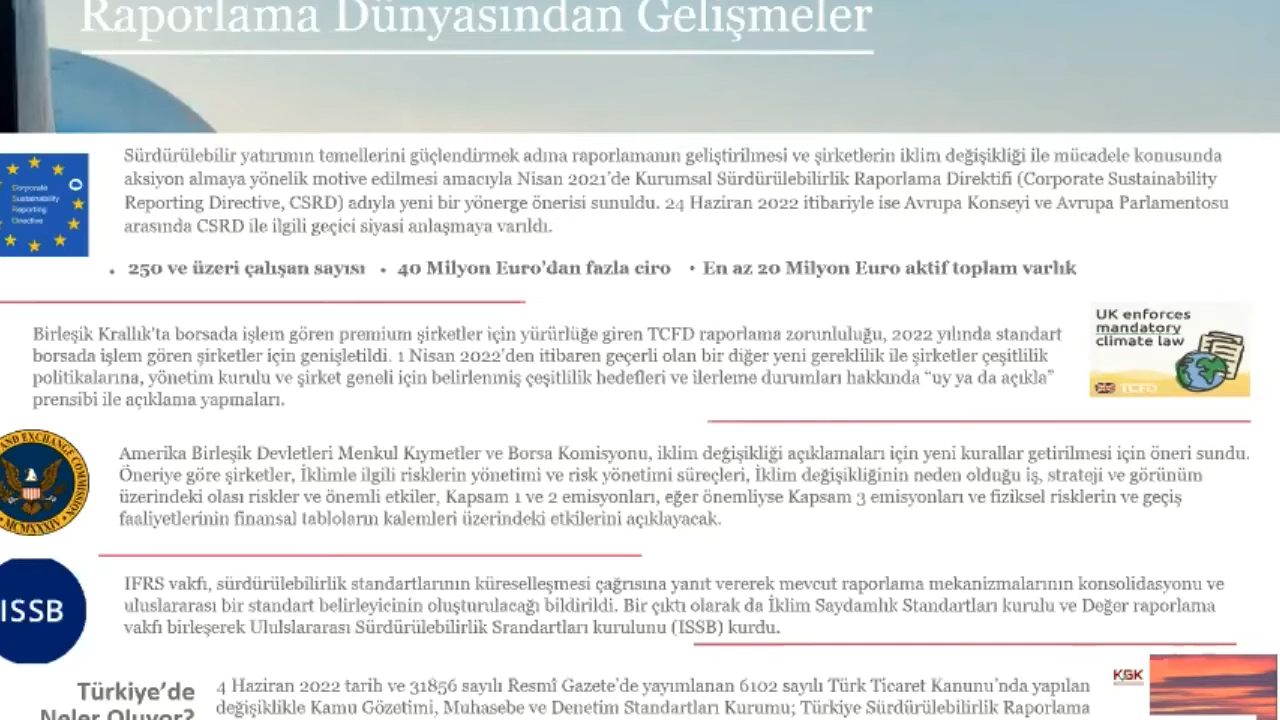 Raporlama Dünyasından Gelişmeler
Corporate
Sustainability
Reporting
Directive
Sürdürülebilir yatırımın temellerini güçlendirmek adına raporlamanın geliştirilmesi ve şirketlerin iklim değişikliği ile mücadele konusunda
aksiyon almaya yönelik motive edilmesi amacıyla Nisan 2021'de Kurumsal Sürdürülebilirlik Raporlama Direktifi (Corporate Sustainability
Reporting Directive, CSRD) adıyla yeni bir yönerge önerisi sunuldu. 24 Haziran 2022 itibariyle ise Avrupa Konseyi ve Avrupa Parlamentosu
arasında CSRD ile ilgili geçici siyasi anlaşmaya varıldı.
• 250 ve üzeri çalışan sayısı • 40 Milyon Euro'dan fazla ciro • En az 20 Milyon Euro aktif toplam varlık
Birleşik Krallık'ta borsada işlem gören premium şirketler için yürürlüğe giren TCFD raporlama zorunluluğu, 2022 yılında standart
borsada işlem gören şirketler için genişletildi. 1 Nisan 2022'den itibaren geçerli olan bir diğer yeni gereklilik ile şirketler çeşitlilik
politikalarına, yönetim kurulu ve şirket geneli için belirlenmiş çeşitlilik hedefleri ve ilerleme durumları hakkında "uy ya da açıkla"
prensibi ile açıklama yapmaları.
UK enforces
mandatory
climate law
TCFD
AND EXCHANGE COMMISSION
MCMXXXIV
Amerika Birleşik Devletleri Menkul Kıymetler ve Borsa Komisyonu, iklim değişikliği açıklamaları için yeni kurallar getirilmesi için öneri sundu.
Öneriye göre şirketler, İklimle ilgili risklerin yönetimi ve risk yönetimi süreçleri, İklim değişikliğinin neden olduğu iş, strateji ve görünüm
üzerindeki olası riskler ve önemli etkiler, Kapsam 1 ve 2 emisyonları, eğer önemliyse Kapsam 3 emisyonları ve fiziksel risklerin ve geçiş
faaliyetlerinin finansal tabloların kalemleri üzerindeki etkilerini açıklayacak.
ISSB
IFRS vakfı, sürdürülebilirlik standartlarının küreselleşmesi çağrısına yanıt vererek mevcut raporlama mekanizmalarının konsolidasyonu ve
uluslararası bir standart belirleyicinin oluşturulacağı bildirildi. Bir çıktı olarak da İklim Saydamlık Standartları kurulu ve Değer raporlama
vakfı birleşerek Ululslararası Sürdürülebilirlik Srandartları kurulunu (ISSB) kurdu.
Türkiye'de
Neler Oluyor?
4 Haziran 2022 tarih ve 31856 sayılı Resmî Gazete'de yayımlanan 6102 sayılı Türk Ticaret Kanunu'nda yapılan
değişiklikle Kamu Gözetimi, Muhasebe ve Denetim Standartları Kurumu; Türkiye Sürdürülebilirlik Raporlama
KGK